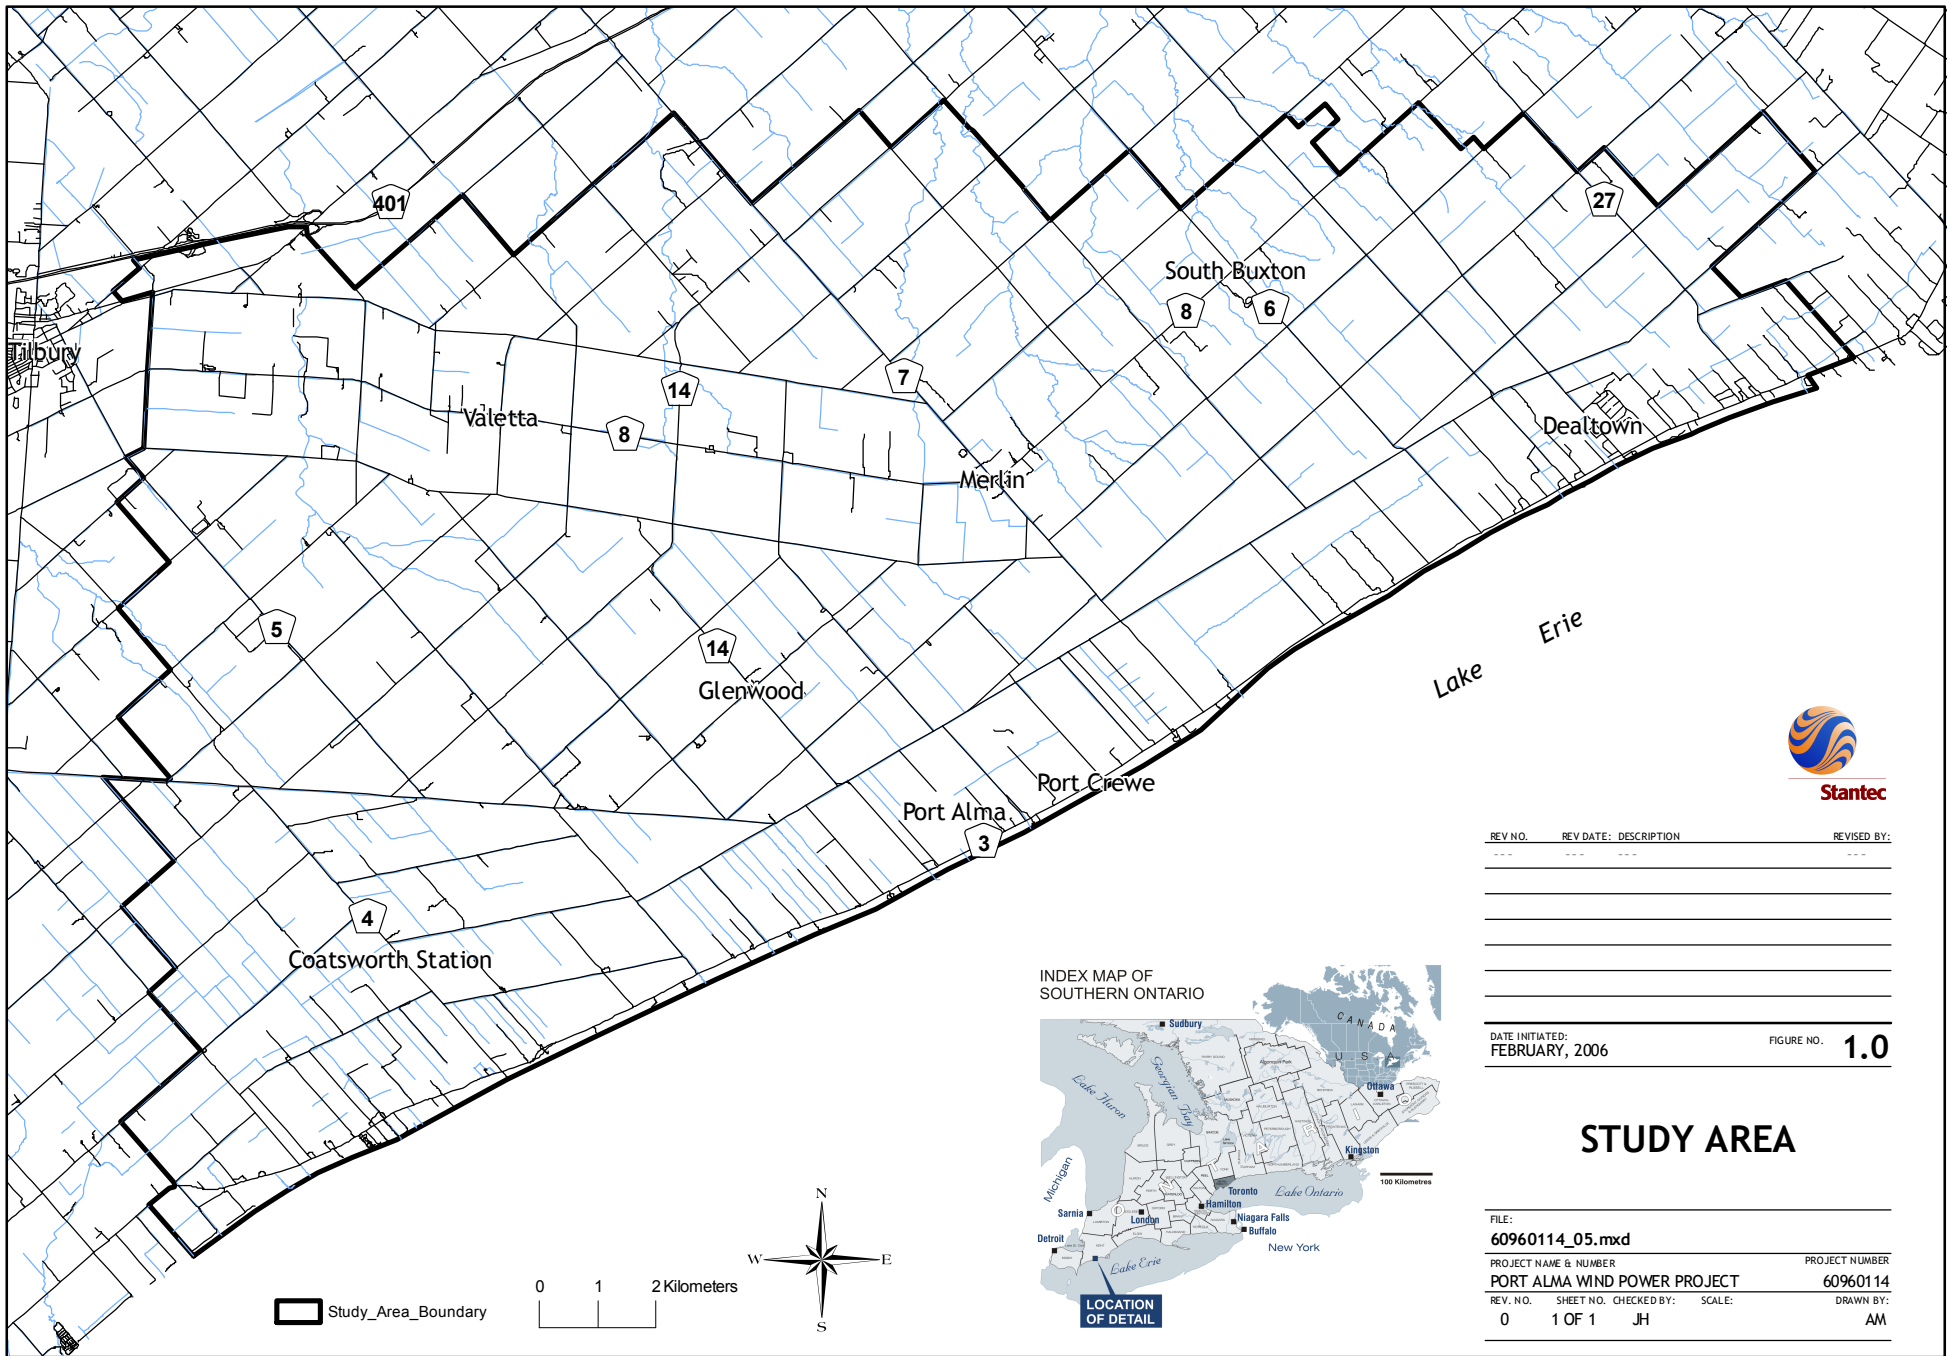 401
27
South Buxton
8
6
Tilbury
7
14
Valetta
8
Dealtown
Merlin
5
14
Erie
Glenwood
Lake
Port Crewe
Port Alma
3
4
Coatsworth Station
Stantec
REV NO. REV DATE: DESCRIPTION REVISED BY:
--- --- --- ---
DATE INITIATED:
FEBRUARY, 2006
FIGURE NO. 1.0
STUDY AREA
FILE:
60960114_05.mxd
PROJECT NAME & NUMBER PROJECT NUMBER
PORT ALMA WIND POWER PROJECT 60960114
REV. NO. SHEET NO. CHECKED BY: SCALE: DRAWN BY:
0 1 OF 1 JH AM
INDEX MAP OF
SOUTHERN ONTARIO
CANADA
USA
Sudbury
Algonquin Park
Georgian Bay
Lake Huron
Ottawa
Kingston
100 Kilometres
Michigan
Toronto
Lake Ontario
Hamilton
Sarnia
London
Niagara Falls
Buffalo
Detroit
New York
Lake Erie
ONTARIO
LOCATION
OF DETAIL
N
W E
S
0 1 2 Kilometers
Study_Area_Boundary